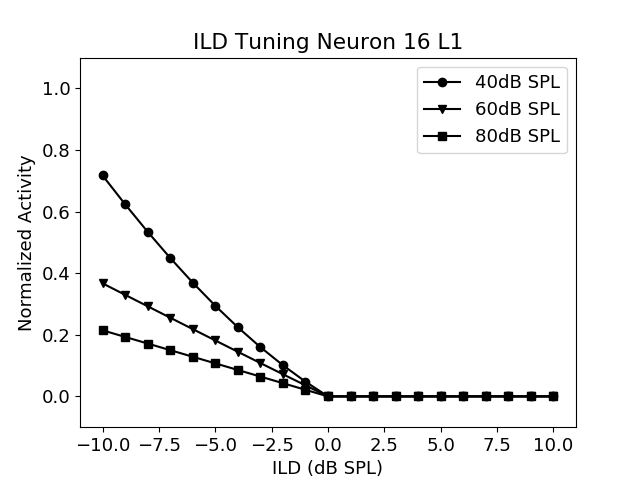 ILD Tuning Neuron 16 L1
40dB SPL
60dB SPL
80dB SPL
Normalized Activity
1.0
0.8
0.6
0.4
0.2
0.0
−10.0 −7.5 −5.0 −2.5 0.0 2.5 5.0 7.5 10.0
ILD (dB SPL)